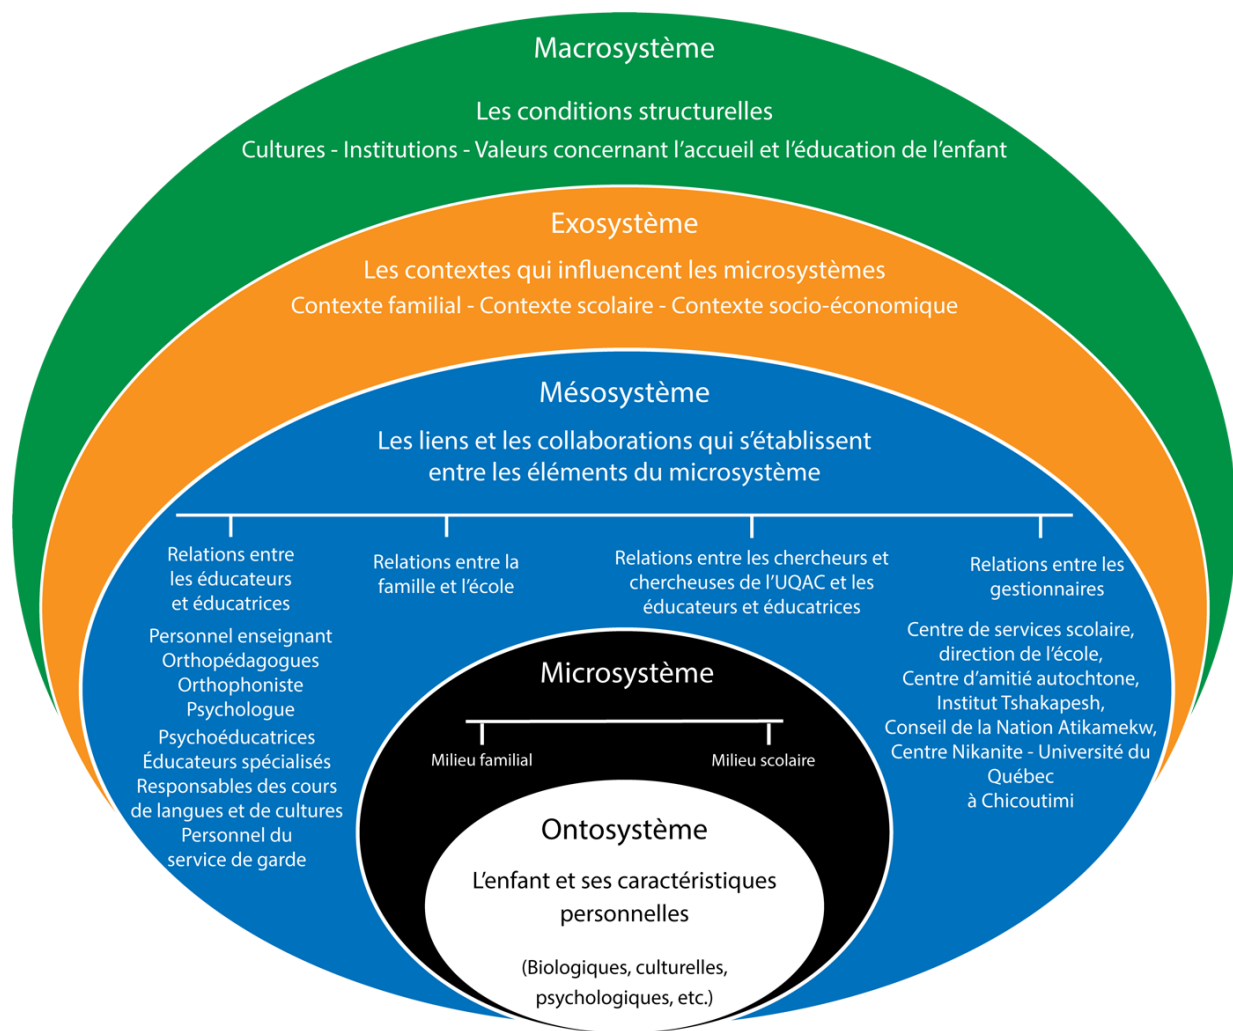 Macrosystème
Les conditions structurelles
Cultures - Institutions - Valeurs concernant l’accueil et l’éducation de l’enfant
Exosystème
Les contextes qui influencent les microsystèmes
Contexte familial - Contexte scolaire - Contexte socio-économique
Mésosystème
Les liens et les collaborations qui s’établissent
entre les éléments du microsystème
Relations entre
les éducateurs
et éducatrices
Personnel enseignant
Orthopédagogues
Orthophoniste
Psychologue
Psychoéducatrices
Éducateurs spécialisés
Responsables des cours
de langues et de cultures
Personnel du
service de garde
Relations entre la
famille et l’école
Relations entre les chercheurs et
chercheuses de l’UQAC et les
éducateurs et éducatrices
Relations entre les
gestionnaires
Centre de services scolaire,
direction de l’école,
Centre d’amitié autochtone,
Institut Tshakapesh,
Conseil de la Nation Atikamekw,
Centre Nikanite - Université du
Québec
à Chicoutimi
Microsystème
Milieu familial
Milieu scolaire
Ontosystème
L’enfant et ses caractéristiques
personnelles
(Biologiques, culturelles,
psychologiques, etc.)